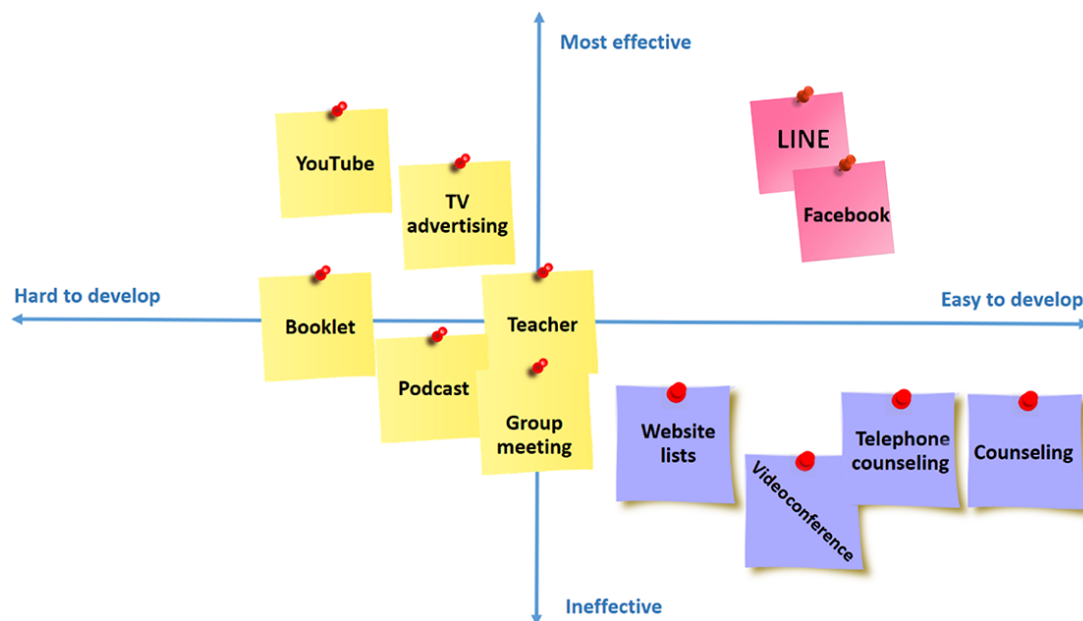 Most effective
LINE
YouTube
TV
advertising
Facebook
Hard to develop
Easy to develop
Booklet
Teacher
Podcast
Group
meeting
Website
lists
Telephone
counseling
Counseling
Videoconference
Ineffective